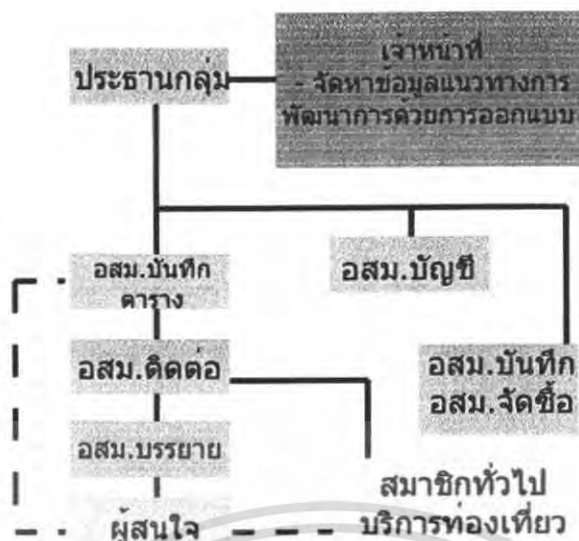 ประธานกลุ่ม
เจ้าหน้าที่
- จัดหาข้อมูลแนวทางการ
พัฒนาการด้วยการออกแบบ
อสม.บันทึก
ตาราง
อสม.บัญชี
อสม.ติดต่อ
อสม.บันทึก
อสม.จัดซื้อ
อสม.บรรยาย
สมาชิกทั่วไป
บริการท่องเที่ยว
ผู้สนใจ